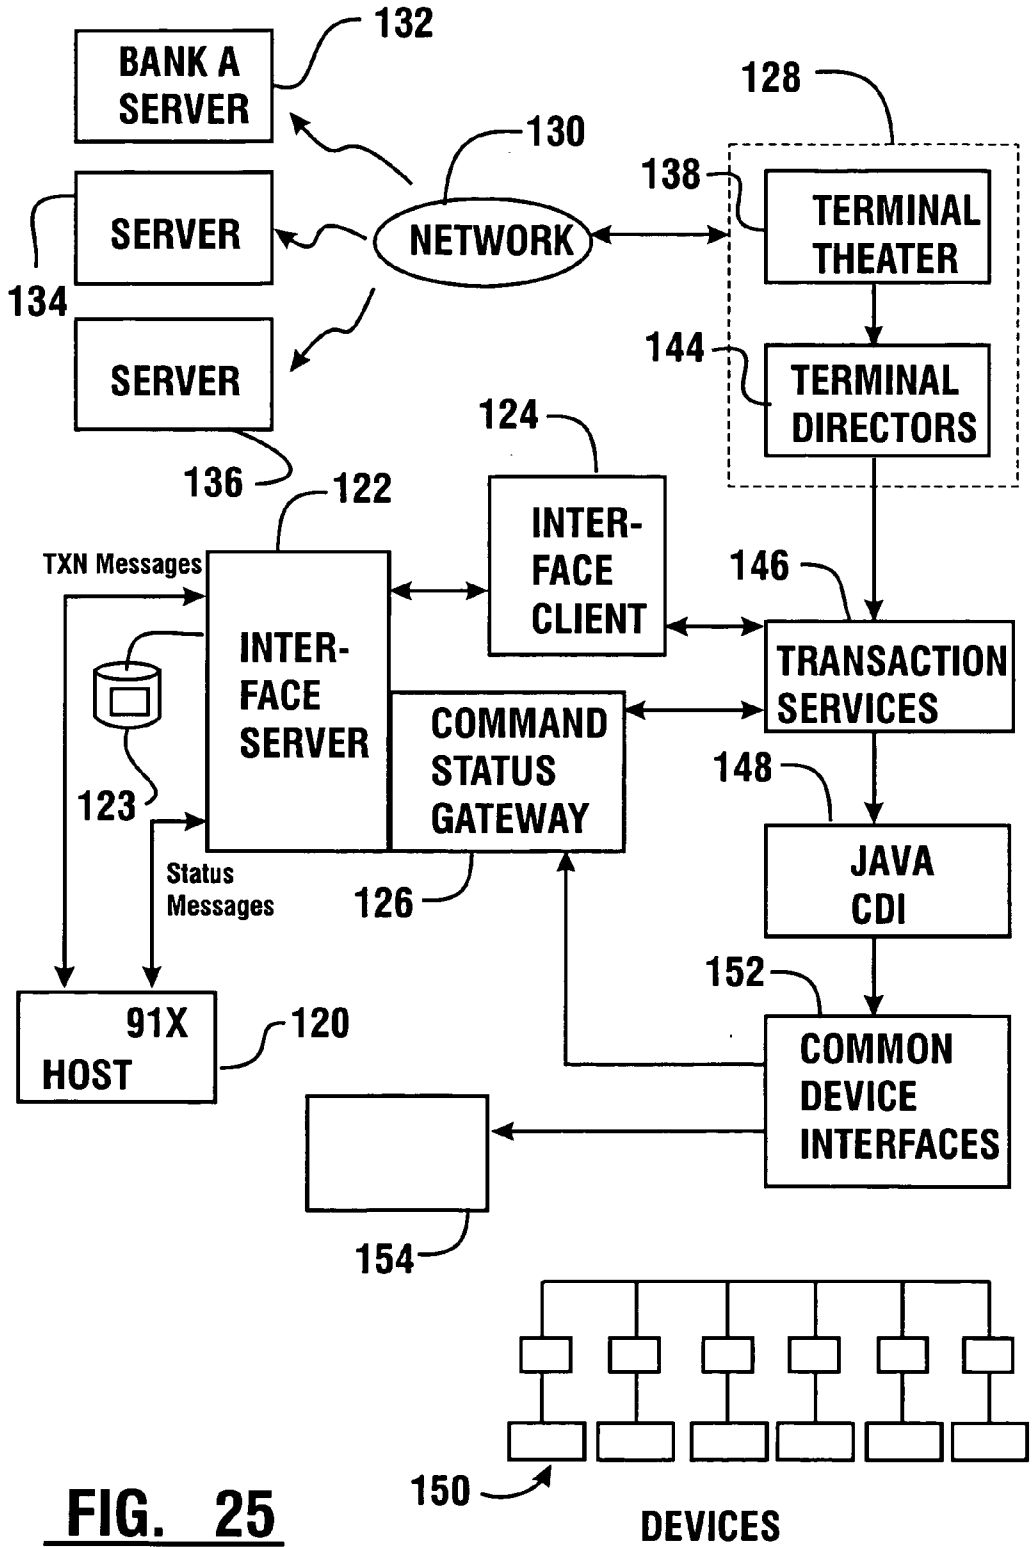 132
BANK A
SERVER
128
130
138
TERMINAL
THEATER
SERVER
NETWORK
134
144
TERMINAL
DIRECTORS
SERVER
124
136
122
INTER-
FACE
CLIENT
TXN Messages
146
INTER-
FACE
SERVER
TRANSACTION
SERVICES
COMMAND
STATUS
GATEWAY
123
148
JAVA
CDI
Status
Messages
126
152
91X
HOST
120
COMMON
DEVICE
INTERFACES
154
150
DEVICES
FIG. 25